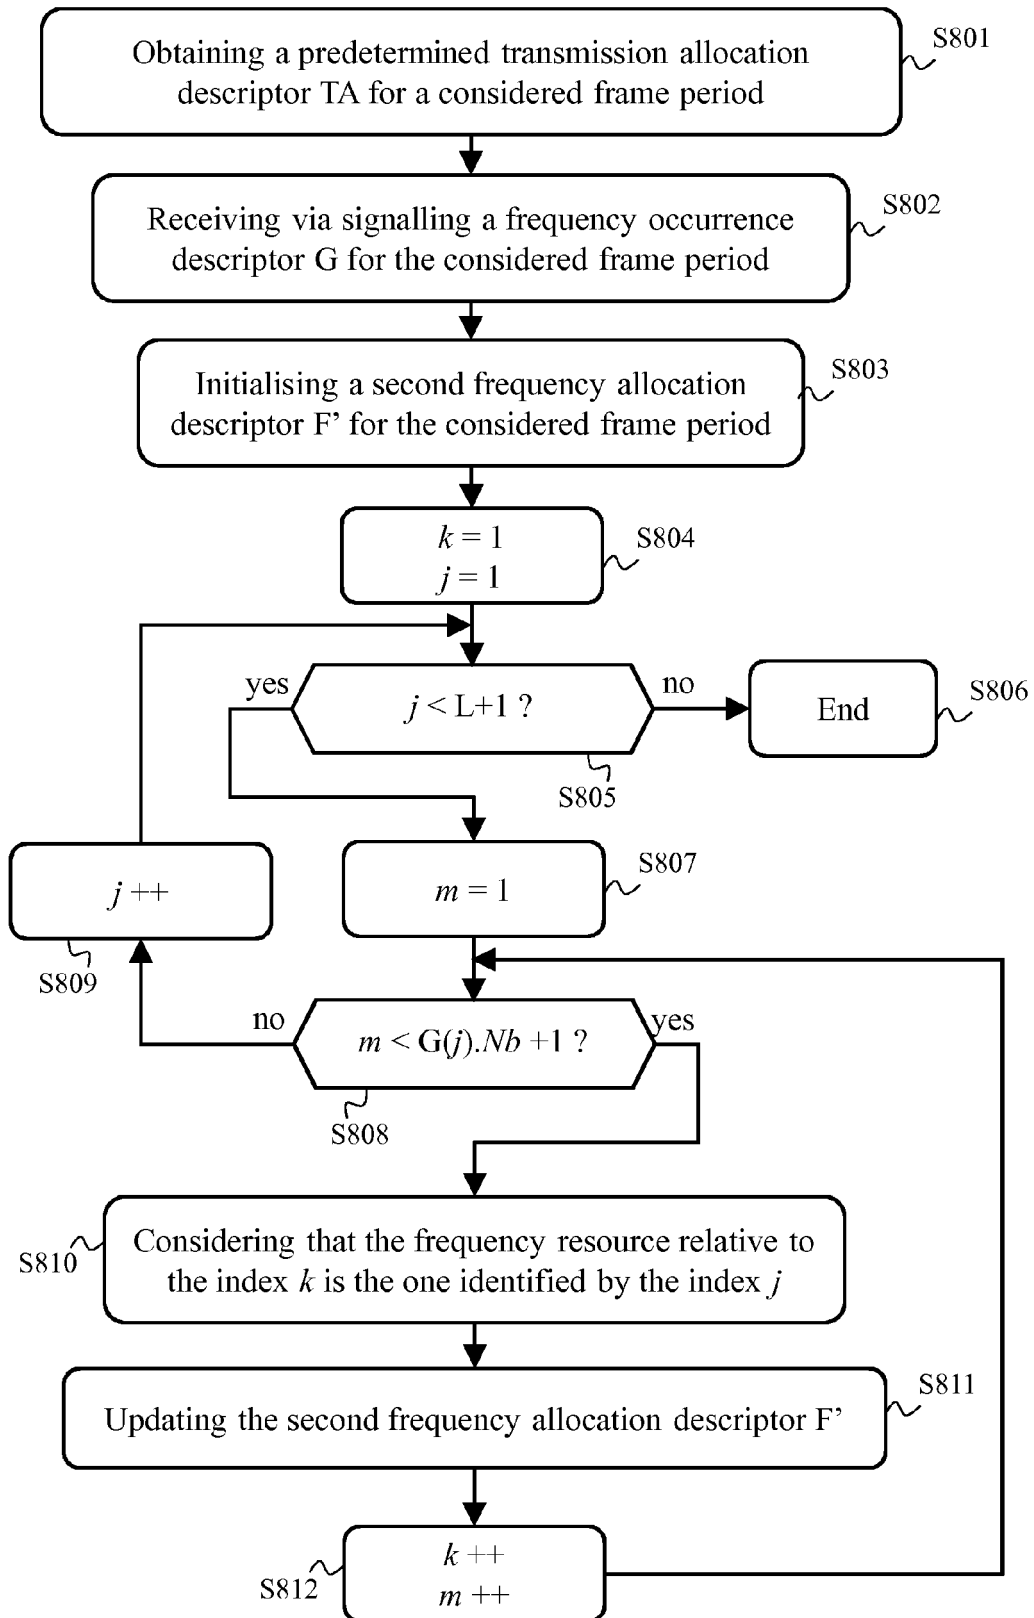 Obtaining a predetermined transmission allocation
descriptor TA for a considered frame period
S801
Receiving via signalling a frequency occurrence
descriptor G for the considered frame period
S802
Initialising a second frequency allocation
descriptor F’ for the considered frame period
S803
k = 1
j = 1
S804
yes
j < L+1 ?
no
End
S806
S805
j ++
S809
m = 1
S807
no
m < G(j).Nb +1 ?
yes
S808
S810
Considering that the frequency resource relative to
the index k is the one identified by the index j
Updating the second frequency allocation descriptor F’
S811
k ++
m ++
S812